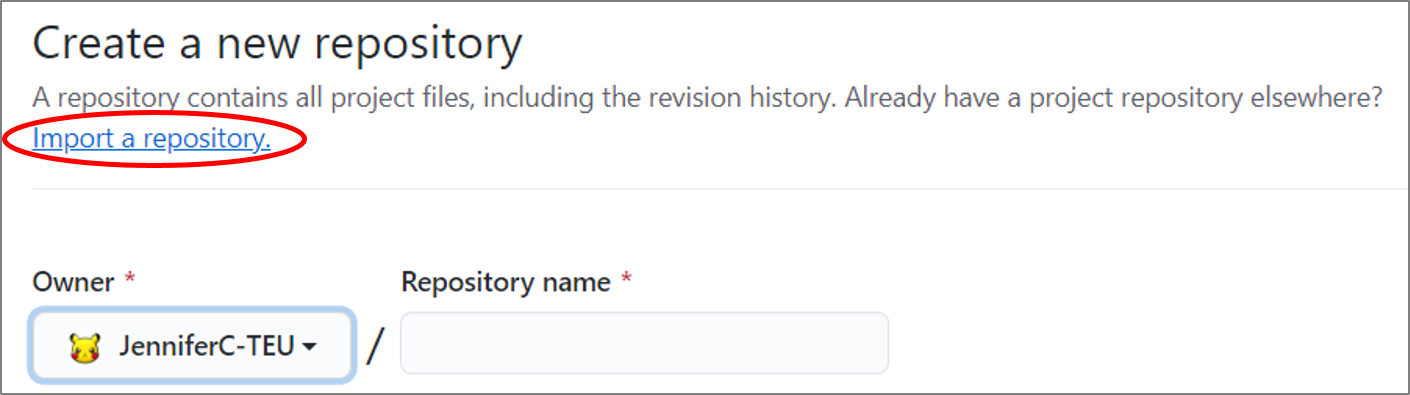 Create a new repository
A repository contains all project files, including the revision history. Already have a project repository elsewhere?
Import a repository.
Owner * Repository name *
JenniferC-TEU /